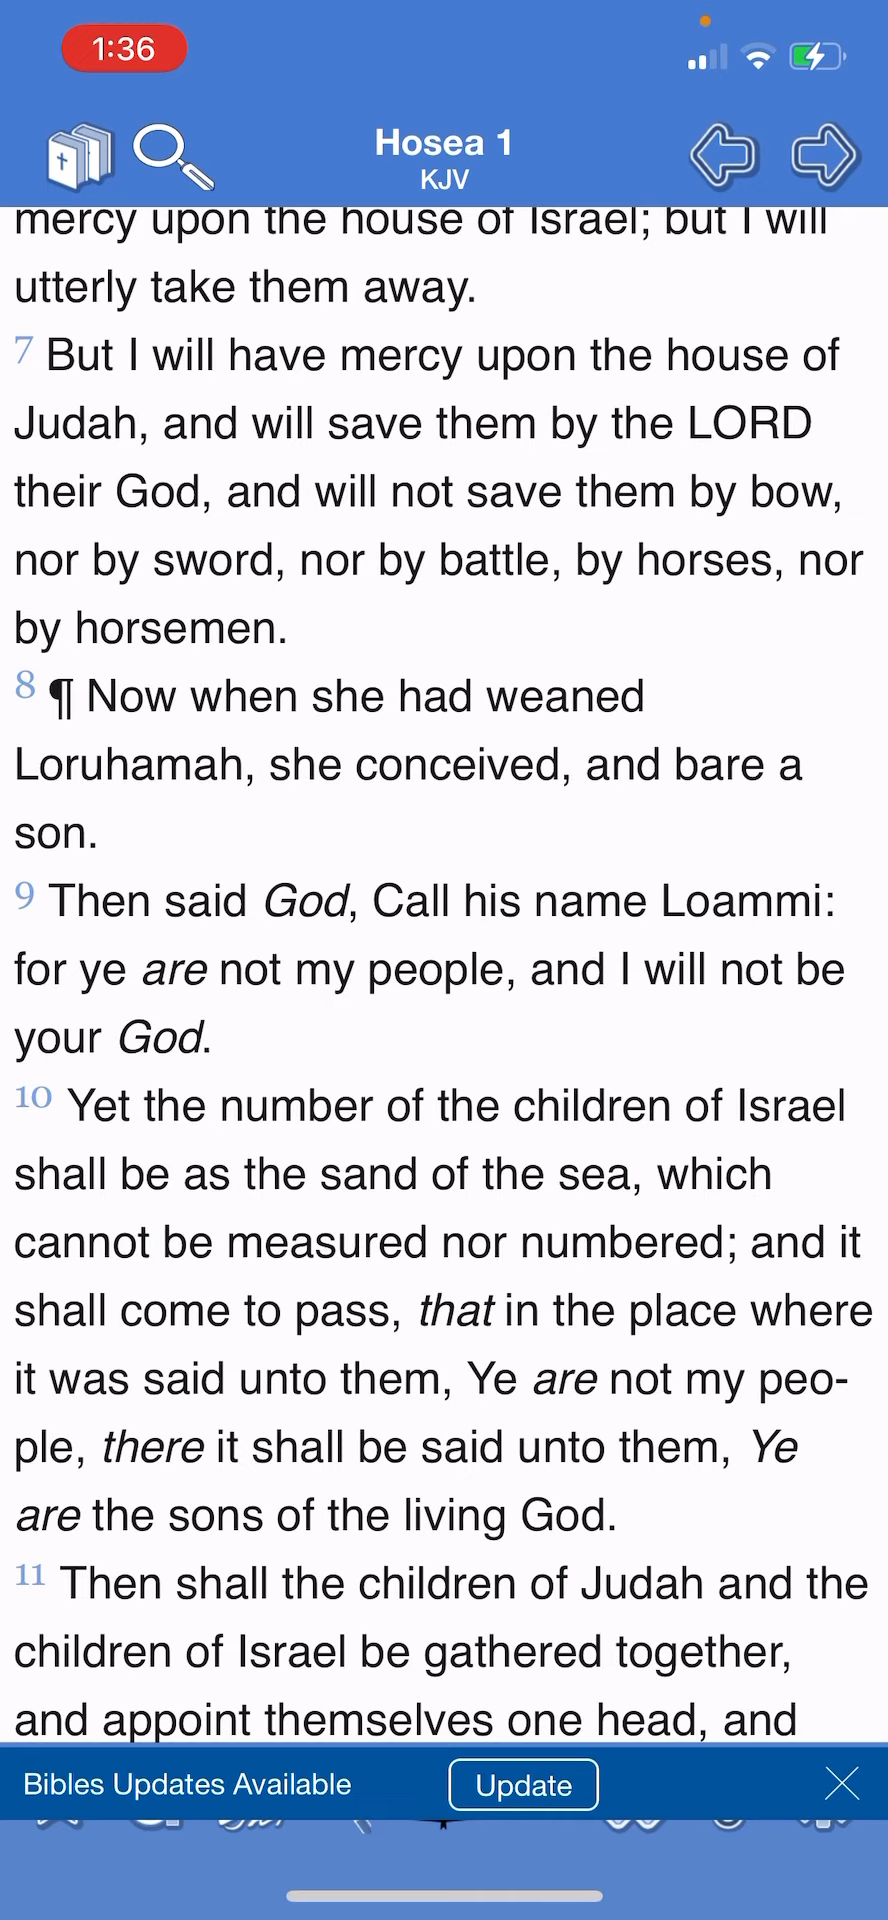 1:36
Hosea 1
KJV
mercy upon the house of Israel; but I will
utterly take them away.
7 But I will have mercy upon the house of
Judah, and will save them by the LORD
their God, and will not save them by bow,
nor by sword, nor by battle, by horses, nor
by horsemen.
8 ¶ Now when she had weaned
Loruhamah, she conceived, and bare a
son.
9 Then said God, Call his name Loammi:
for ye are not my people, and I will not be
your God.
10 Yet the number of the children of Israel
shall be as the sand of the sea, which
cannot be measured nor numbered; and it
shall come to pass, that in the place where
it was said unto them, Ye are not my peo-
ple, there it shall be said unto them, Ye
are the sons of the living God.
11 Then shall the children of Judah and the
children of Israel be gathered together,
and appoint themselves one head, and
Bibles Updates Available
Update